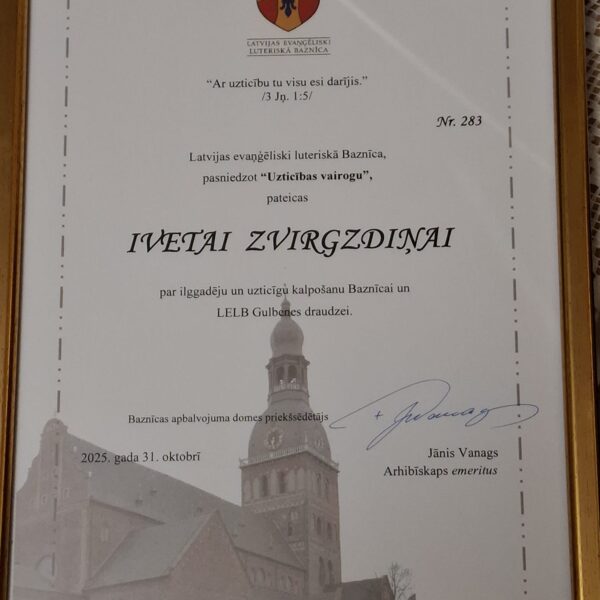 LATVIJAS EVAŅĢĒLISKI
LUTERISKĀ BAZNĪCA
“Ar uzticību tu visu esi darījis.”
/3 Jņ. 1:5/
Nr. 283
Latvijas evaņģēliski luteriskā Baznīca,
pasniedzot “Uzticības vairogu”,
pateicas
IVETAI ZVIRGZDIŅAI
par ilggadēju un uzticīgu kalpošanu Baznīcai un
LELB Gulbenes draudzei.
Baznīcas apbalvojuma domes priekšsēdētājs
2025. gada 31. oktobrī
Jānis Vanags
Arhibīskaps emeritus